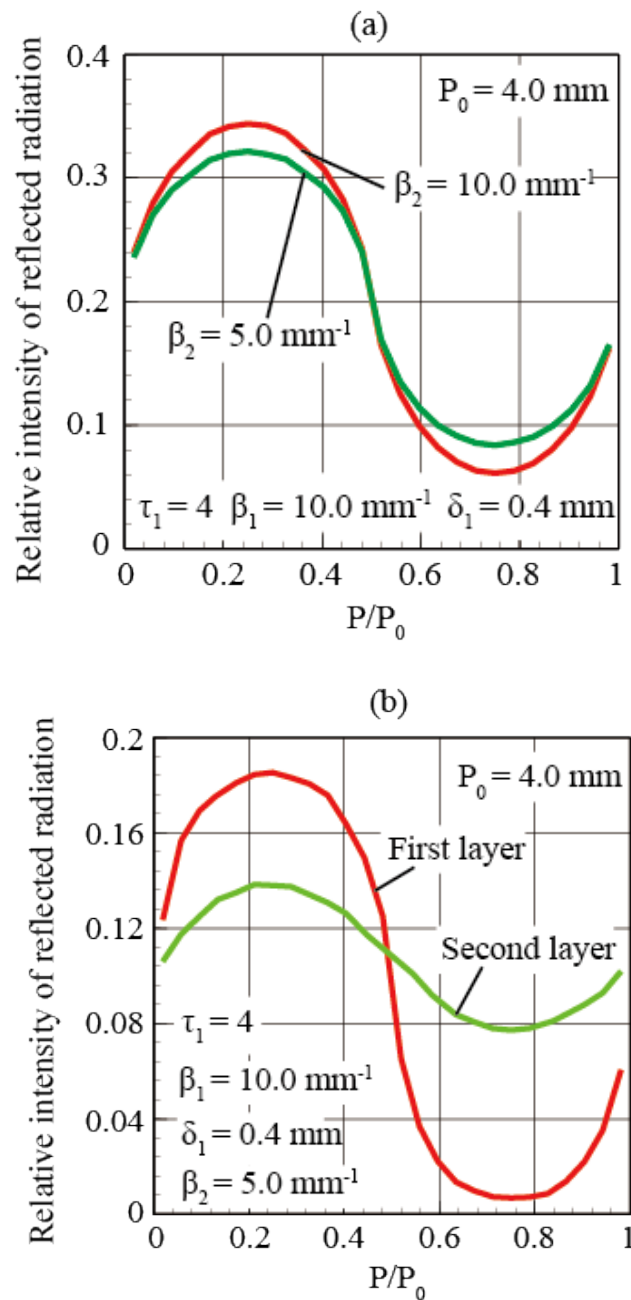 (a)
Relative intensity of reflected radiation
0.4
0.3
0.2
0.1
0
P₀ = 4.0 mm
β₂ = 10.0 mm⁻¹
β₂ = 5.0 mm⁻¹
τ₁ = 4 β₁ = 10.0 mm⁻¹ δ₁ = 0.4 mm
0 0.2 0.4 0.6 0.8 1
P/P₀
(b)
Relative intensity of reflected radiation
0.2
0.16
0.12
0.08
0.04
0
P₀ = 4.0 mm
First layer
Second layer
τ₁ = 4
β₁ = 10.0 mm⁻¹
δ₁ = 0.4 mm
β₂ = 5.0 mm⁻¹
0 0.2 0.4 0.6 0.8 1
P/P₀